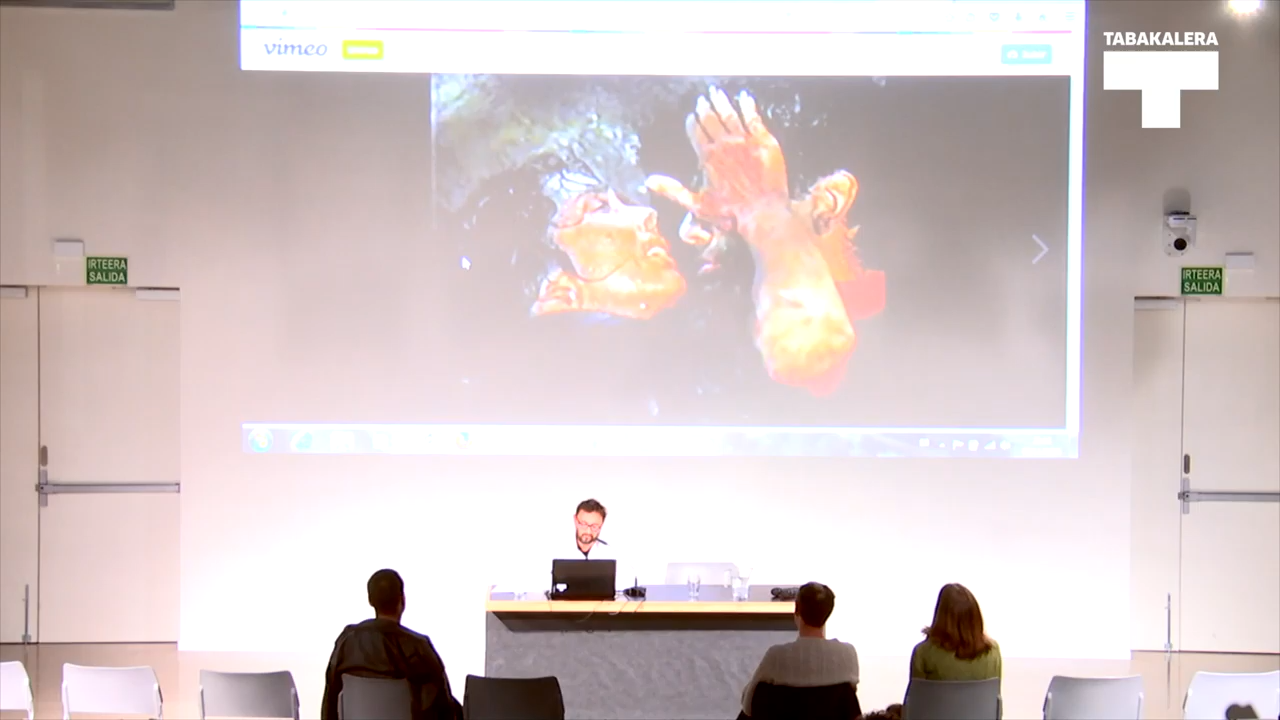 vimeo
TABAKALERA
IRTEERA
SALIDA
IRTEERA
SALIDA